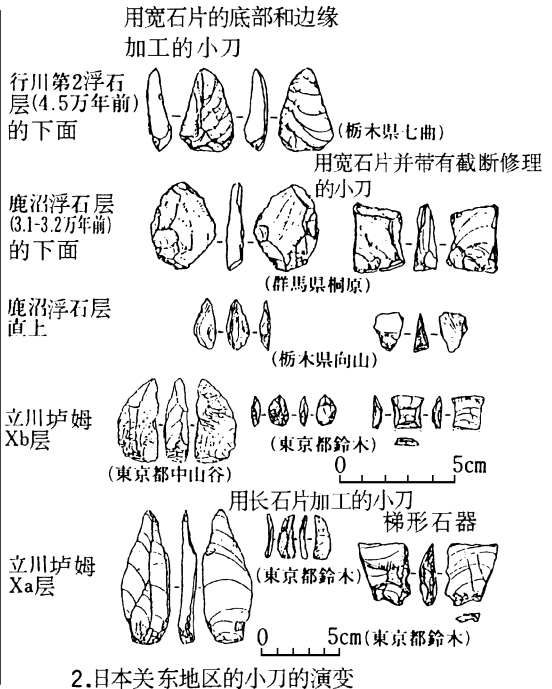 用宽石片的底部和边缘
加工的小刀
行川第2浮石
层(4.5万年前)
的下面
(栃木県七曲)
用宽石片并带有截断修理
的小刀
鹿沼浮石层
(3.1-3.2万年前)
的下面
(群馬県桐原)
鹿沼浮石层
直上
(栃木県向山)
立川垆姆
Xb层
(東京都中山谷)
(東京都鈴木)
0 5cm
用长石片加工的小刀
梯形石器
立川垆姆
Xa层
(東京都鈴木)
0 5cm
(東京都鈴木)
2.日本关东地区的小刀的演变